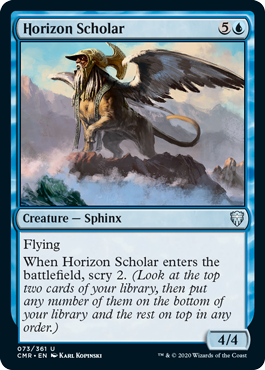 Horizon Scholar 5
Creature — Sphinx
Flying
When Horizon Scholar enters the
battlefield, scry 2. (Look at the top
two cards of your library, then put
any number of them on the bottom of
your library and the rest on top in
any order.)
4/4
073/361 U
CMR • EN KARL KOPINSKI ™ & © 2020 Wizards of the Coast